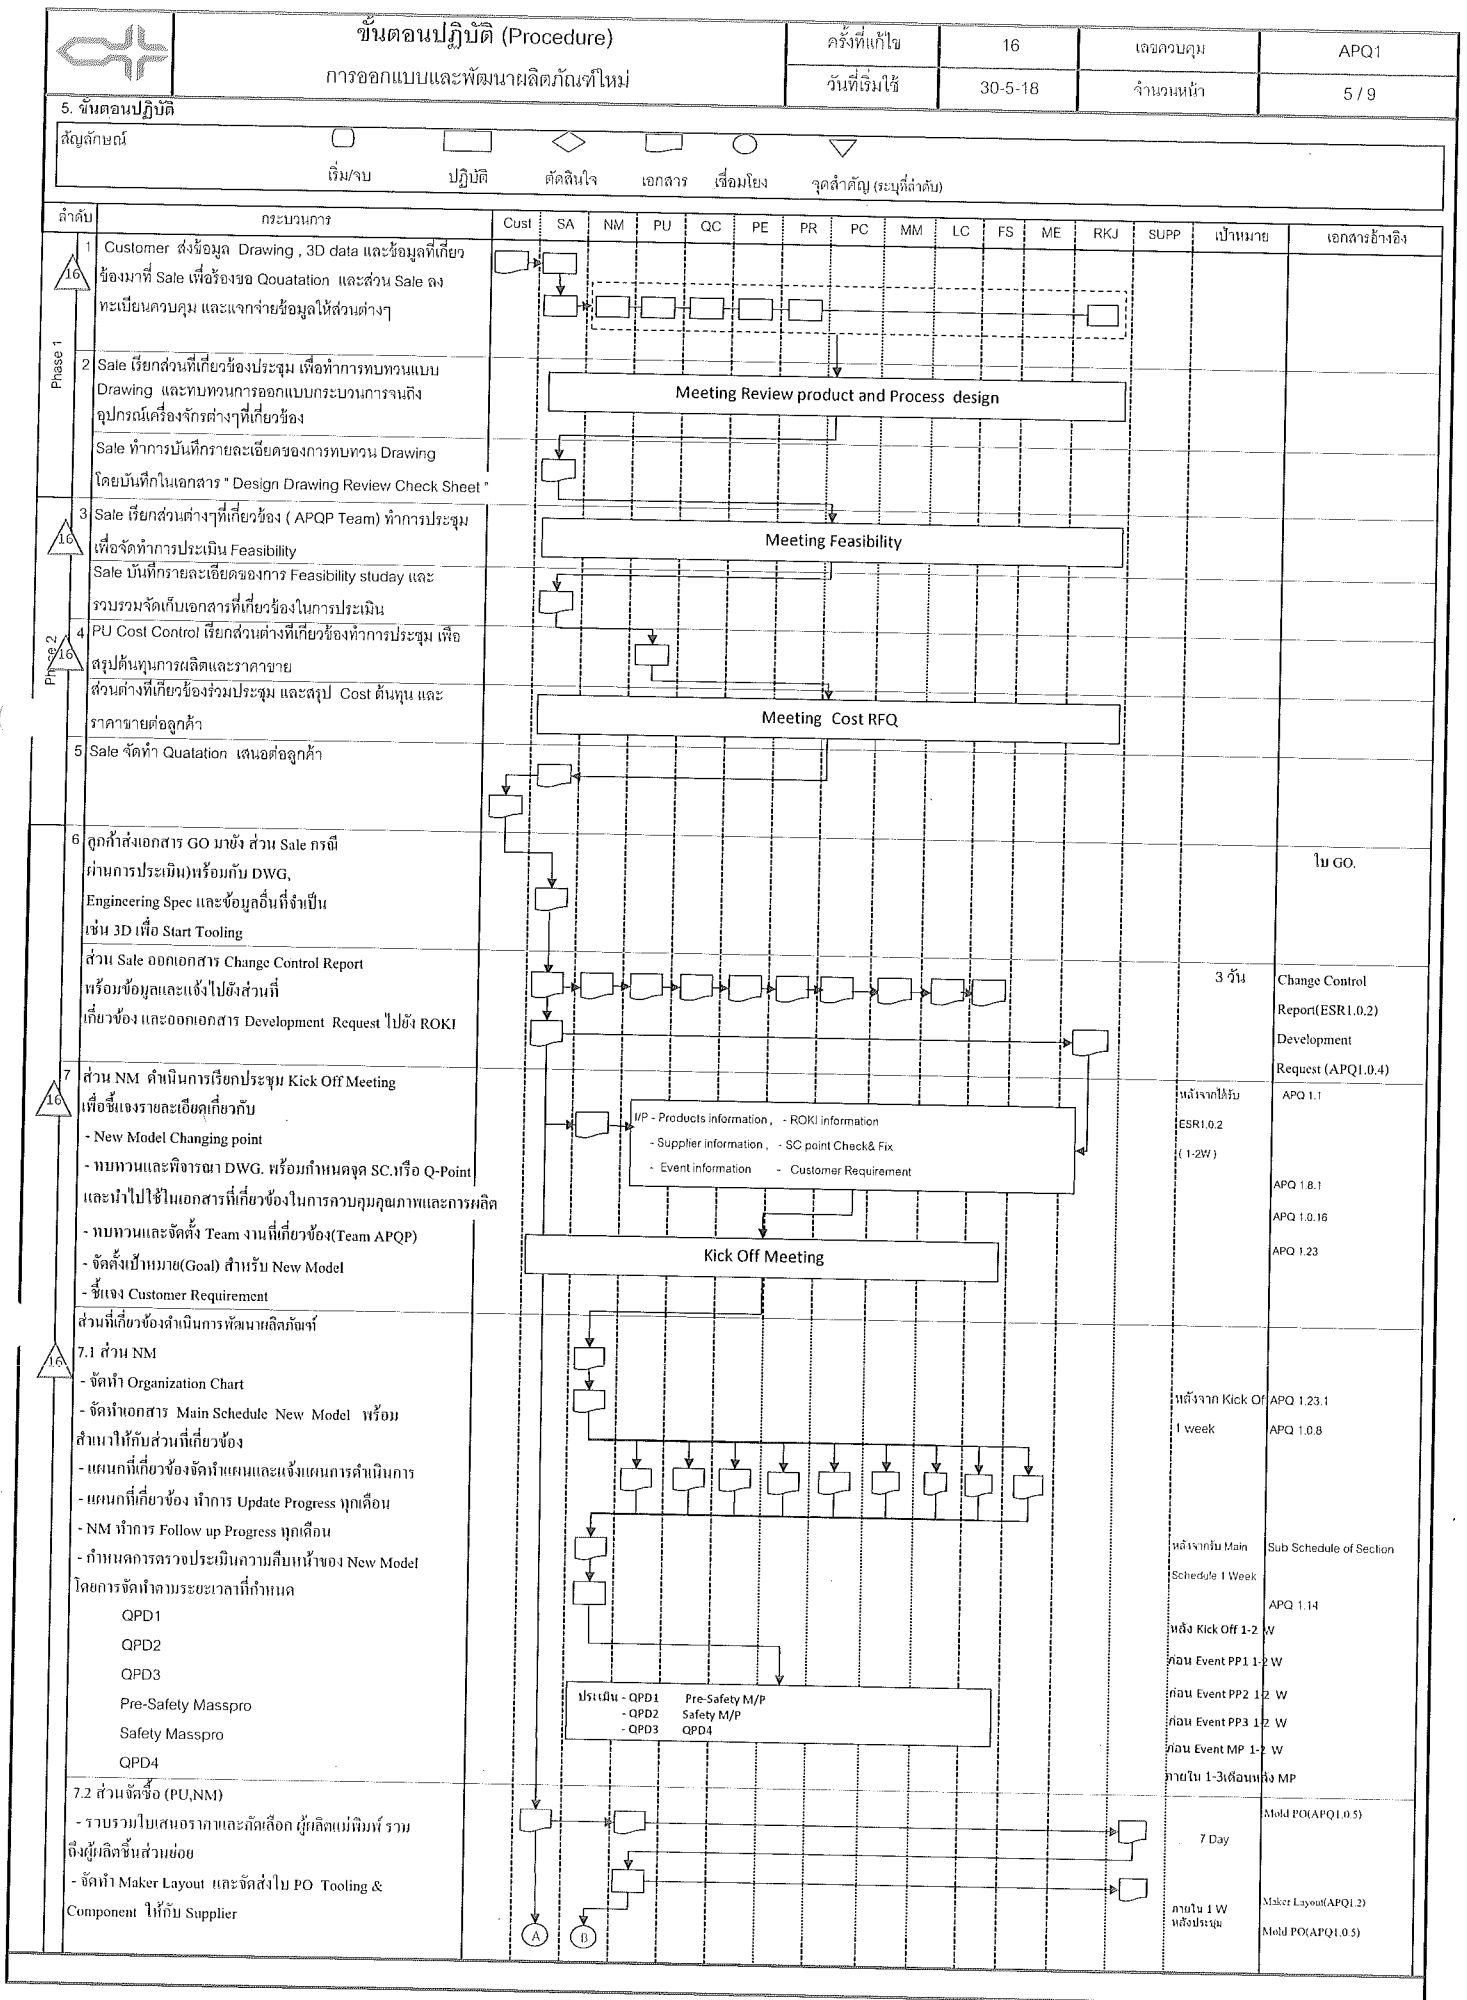 ขั้นตอนปฏิบัติ (Procedure)
การออกแบบและพัฒนาผลิตภัณฑ์ใหม่
ครั้งที่แก้ไข 16 เลขควบคุม APQ1
วันที่เริ่มใช้ 30-5-18 จำนวนหน้า 5 / 9
5. ขั้นตอนปฏิบัติ
สัญลักษณ์
เริ่ม/จบ ปฏิบัติ ตัดสินใจ เอกสาร เชื่อมโยง จุดสำคัญ (ระบุที่ลำดับ)
ลำดับ กระบวนการ Cust SA NM PU QC PE PR PC MM LC FS ME RKJ SUPP เป้าหมาย เอกสารอ้างอิง
Phase 1
1 Customer ส่งข้อมูล Drawing , 3D data และข้อมูลที่เกี่ยว
16
ข้องมาที่ Sale เพื่อร้องขอ Qouatation และส่วน Sale ลง
ทะเบียนควบคุม และแจกจ่ายข้อมูลให้ส่วนต่างๆ
2 Sale เรียกส่วนที่เกี่ยวข้องประชุม เพื่อทำการทบทวนแบบ
Drawing และทบทวนการออกแบบกระบวนการจนถึง
อุปกรณ์เครื่องจักรต่างๆที่เกี่ยวข้อง
Meeting Review product and Process design
Sale ทำการบันทึกรายละเอียดของการทบทวน Drawing
โดยบันทึกในเอกสาร " Design Drawing Review Check Sheet "
Phase 2
3 Sale เรียกส่วนต่างๆที่เกี่ยวข้อง ( APQP Team) ทำการประชุม
16
เพื่อจัดทำการประเมิน Feasibility
Meeting Feasibility
Sale บันทึกรายละเอียดของการ Feasibility studay และ
รวบรวมจัดเก็บเอกสารที่เกี่ยวข้องในการประเมิน
4 PU Cost Control เรียกส่วนต่างที่เกี่ยวข้องทำการประชุม เพื่อ
16
สรุปต้นทุนการผลิตและราคาขาย
ส่วนต่างที่เกี่ยวข้องร่วมประชุม และสรุป Cost ต้นทุน และ
ราคาขายต่อลูกค้า
Meeting Cost RFQ
5 Sale จัดทำ Quatation เสนอต่อลูกค้า
6 ลูกค้าส่งเอกสาร GO มายัง ส่วน Sale กรณี
ผ่านการประเมิน)พร้อมกับ DWG,
Engineering Spec และข้อมูลอื่นที่จำเป็น
เช่น 3D เพื่อ Start Tooling
ใบ GO.
ส่วน Sale ออกเอกสาร Change Control Report
พร้อมข้อมูลและแจ้งไปยังส่วนที่
เกี่ยวข้อง และออกเอกสาร Development Request ไปยัง ROKI
3 วัน
Change Control
Report(ESR1.0.2)
Development
Request (APQ1.0.4)
7 ส่วน NM ดำเนินการเรียกประชุม Kick Off Meeting
16
เพื่อชี้แจงรายละเอียดเกี่ยวกับ
- New Model Changing point
- ทบทวนและพิจารณา DWG. พร้อมกำหนดจุด SC.หรือ Q-Point
และนำไปใช้ในเอกสารที่เกี่ยวข้องในการควบคุมคุณภาพและการผลิต
- ทบทวนและจัดตั้ง Team งานที่เกี่ยวข้อง(Team APQP)
- จัดตั้งเป้าหมาย(Goal) สำหรับ New Model
- ชี้แจง Customer Requirement
I/P - Products information , - ROKI information
- Supplier information , - SC point Check& Fix
- Event information - Customer Requirement
Kick Off Meeting
หลังจากได้รับ
ESR1.0.2
( 1-2W )
APQ 1.1
APQ 1.8.1
APQ 1.0.16
APQ 1.23
ส่วนที่เกี่ยวข้องดำเนินการพัฒนาผลิตภัณฑ์
16
7.1 ส่วน NM
- จัดทำ Organization Chart
- จัดทำเอกสาร Main Schedule New Model พร้อม
สำเนาให้กับส่วนที่เกี่ยวข้อง
- แผนกที่เกี่ยวข้องจัดทำแผนและแจ้งแผนการดำเนินการ
- แผนกที่เกี่ยวข้อง ทำการ Update Progress ทุกเดือน
- NM ทำการ Follow up Progress ทุกเดือน
- กำหนดการตรวจประเมินความคืบหน้าของ New Model
โดยการจัดทำตามระยะเวลาที่กำหนด
QPD1
QPD2
QPD3
Pre-Safety Masspro
Safety Masspro
QPD4
หลังจาก Kick Of APQ 1.23.1
1 week APQ 1.0.8
หลังจากรับ Main Sub Schedule of Section
Schedule 1 Week
APQ 1.14
หลัง Kick Off 1-2 W
ก่อน Event PP1 1-2 W
ก่อน Event PP2 1-2 W
ก่อน Event PP3 1-2 W
ก่อน Event MP 1-2 W
ภายใน 1-3เดือนหลัง MP
ประเมิน - QPD1 Pre-Safety M/P
- QPD2 Safety M/P
- QPD3 QPD4
7.2 ส่วนจัดซื้อ (PU,NM)
- รวบรวมใบเสนอราคาและคัดเลือก ผู้ผลิตแม่พิมพ์ รวม
ถึงผู้ผลิตชิ้นส่วนย่อย
- จัดทำ Maker Layout และจัดส่งใบ PO Tooling &
Component ให้กับ Supplier
Mold PO(APQ1.0.5)
7 Day
ภายใน 1 W
หลังประชุม
Maker Layout(APQ1.2)
Mold PO(APQ1.0.5)
A B